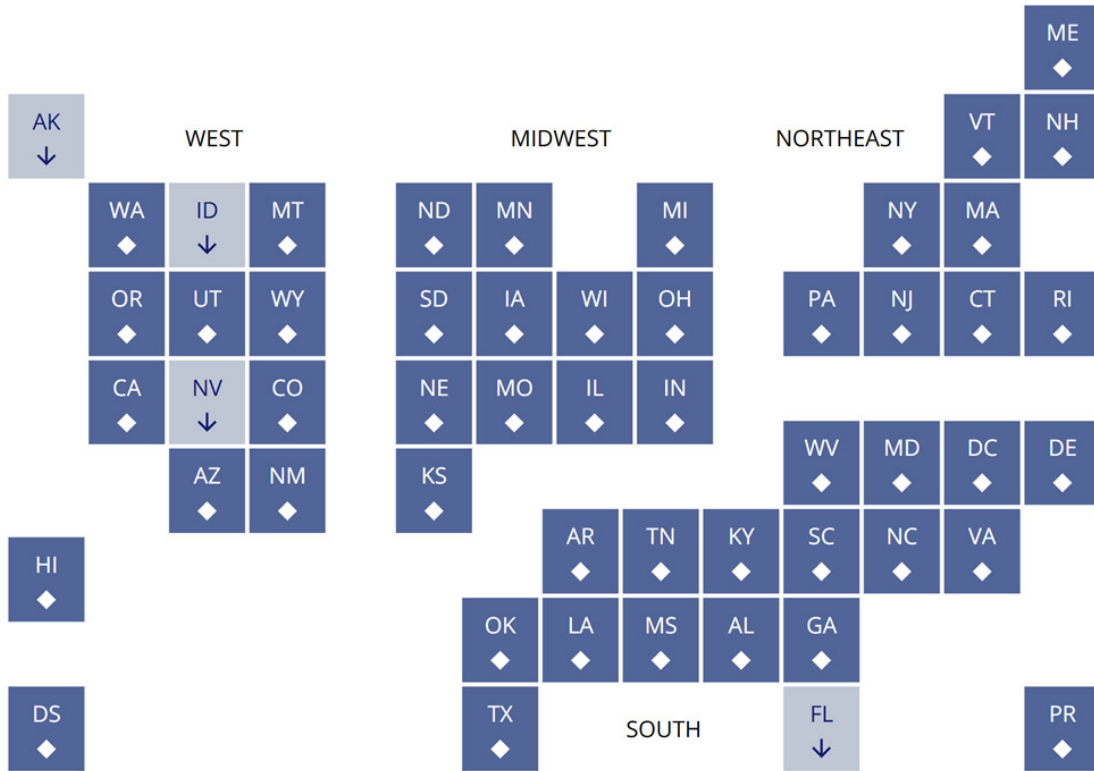 ME
AK WEST MIDWEST NORTHEAST VT NH
WA ID MT ND MN MI NY MA
OR UT WY SD IA WI OH PA NJ CT RI
CA NV CO NE MO IL IN
WV MD DC DE
AZ NM KS
AR TN KY SC NC VA
HI
OK LA MS AL GA
DS TX SOUTH FL PR